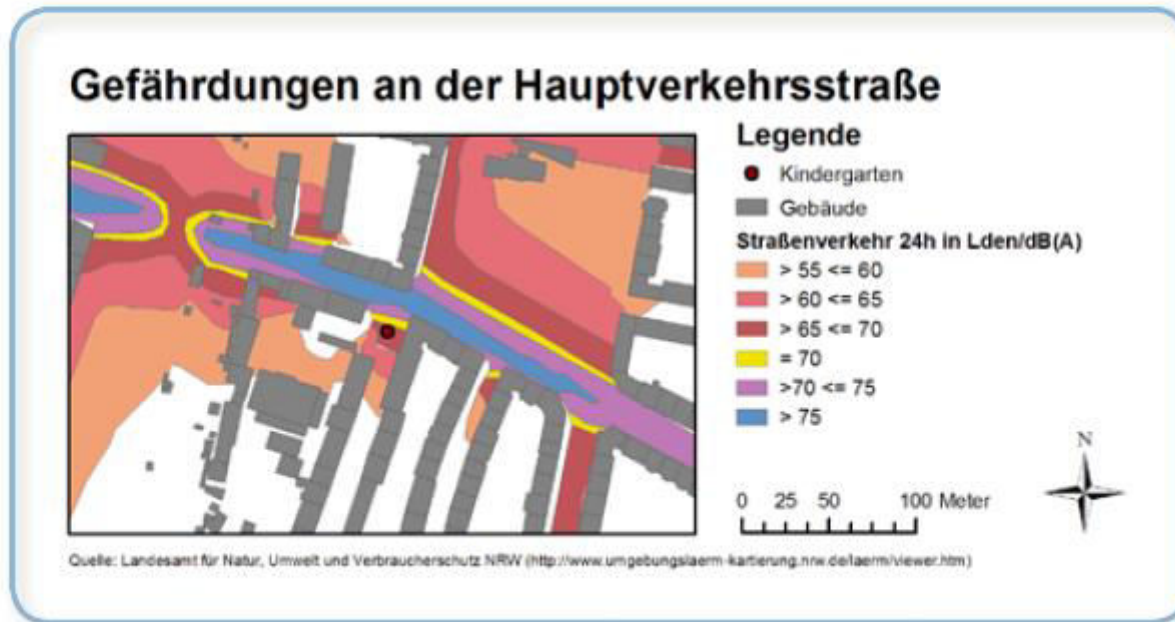 Gefährdungen an der Hauptverkehrsstraße
Legende
Kindergarten
Gebäude
Straßenverkehr 24h in Lden/dB(A)
> 55 <= 60
> 60 <= 65
> 65 <= 70
= 70
>70 <= 75
> 75
N
0 25 50 100 Meter
Quelle: Landesamt für Natur, Umwelt und Verbraucherschutz NRW (http://www.umgebungslaerm-kartierung.nrw.de/laerm/viewer.htm)